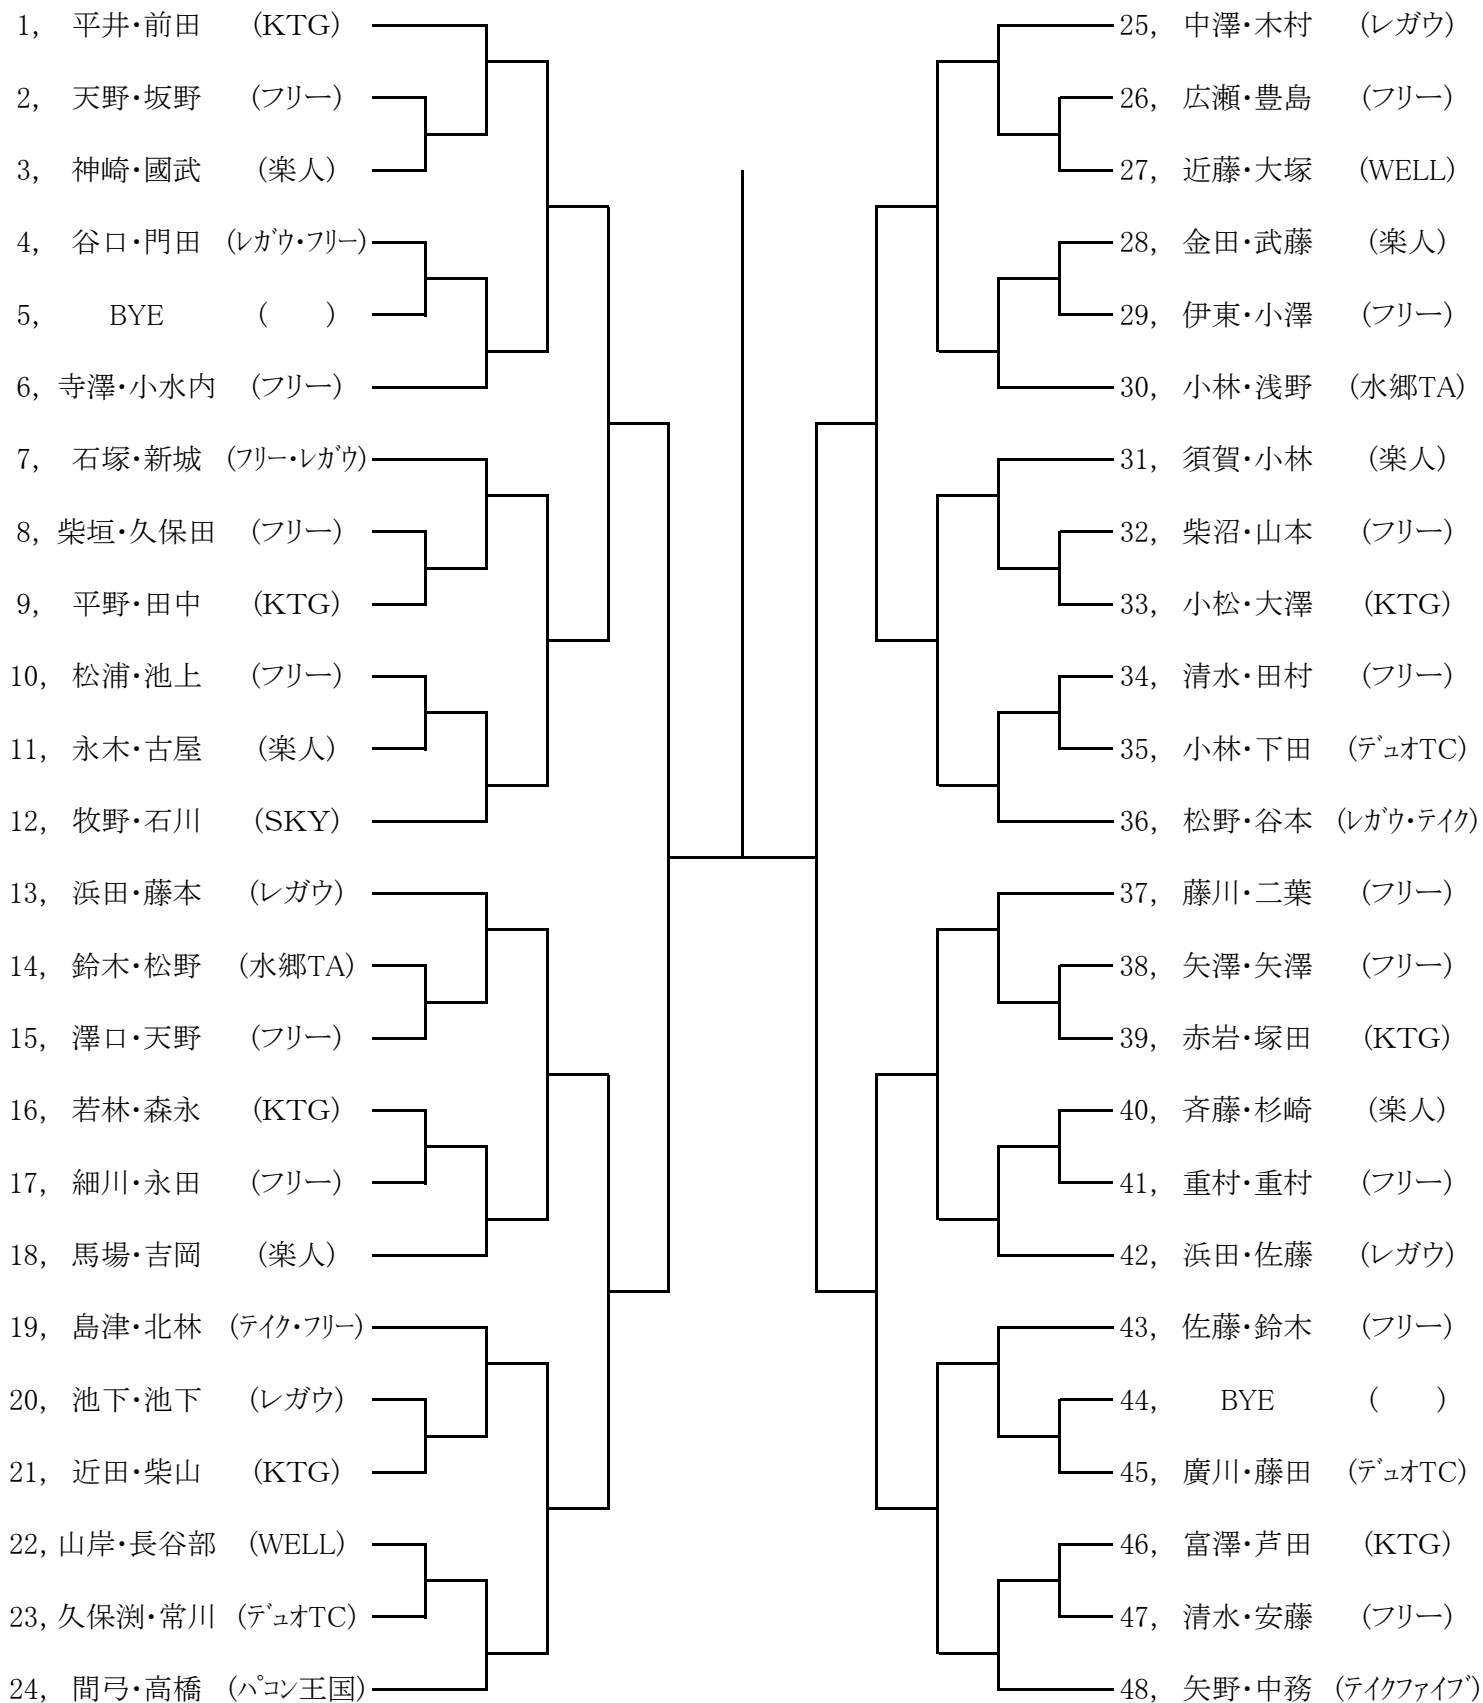 1, 平井・前田 (KTG)
2, 天野・坂野 (フリー)
3, 神崎・國武 (楽人)
4, 谷口・門田 (レガウ・フリー)
5, BYE ( )
6, 寺澤・小水内 (フリー)
7, 石塚・新城 (フリー・レガウ)
8, 柴垣・久保田 (フリー)
9, 平野・田中 (KTG)
10, 松浦・池上 (フリー)
11, 永木・古屋 (楽人)
12, 牧野・石川 (SKY)
13, 浜田・藤本 (レガウ)
14, 鈴木・松野 (水郷TA)
15, 澤口・天野 (フリー)
16, 若林・森永 (KTG)
17, 細川・永田 (フリー)
18, 馬場・吉岡 (楽人)
19, 島津・北林 (テイク・フリー)
20, 池下・池下 (レガウ)
21, 近田・柴山 (KTG)
22, 山岸・長谷部 (WELL)
23, 久保渕・常川 (デュオTC)
24, 間弓・高橋 (パコン王国)
25, 中澤・木村 (レガウ)
26, 広瀬・豊島 (フリー)
27, 近藤・大塚 (WELL)
28, 金田・武藤 (楽人)
29, 伊東・小澤 (フリー)
30, 小林・浅野 (水郷TA)
31, 須賀・小林 (楽人)
32, 柴沼・山本 (フリー)
33, 小松・大澤 (KTG)
34, 清水・田村 (フリー)
35, 小林・下田 (デュオTC)
36, 松野・谷本 (レガウ・テイク)
37, 藤川・二葉 (フリー)
38, 矢澤・矢澤 (フリー)
39, 赤岩・塚田 (KTG)
40, 斉藤・杉崎 (楽人)
41, 重村・重村 (フリー)
42, 浜田・佐藤 (レガウ)
43, 佐藤・鈴木 (フリー)
44, BYE ( )
45, 廣川・藤田 (デュオTC)
46, 富澤・芦田 (KTG)
47, 清水・安藤 (フリー)
48, 矢野・中務 (テイクファイブ)